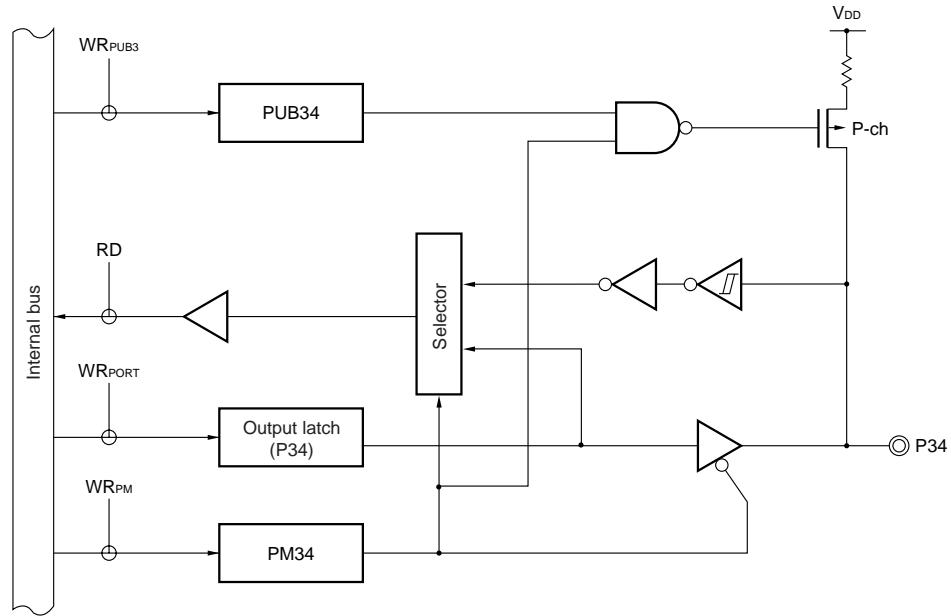 VDD
WRPUB3
PUB34
P-ch
RD
Selector
Internal bus
WRPORT
Output latch
(P34)
P34
WRPM
PM34